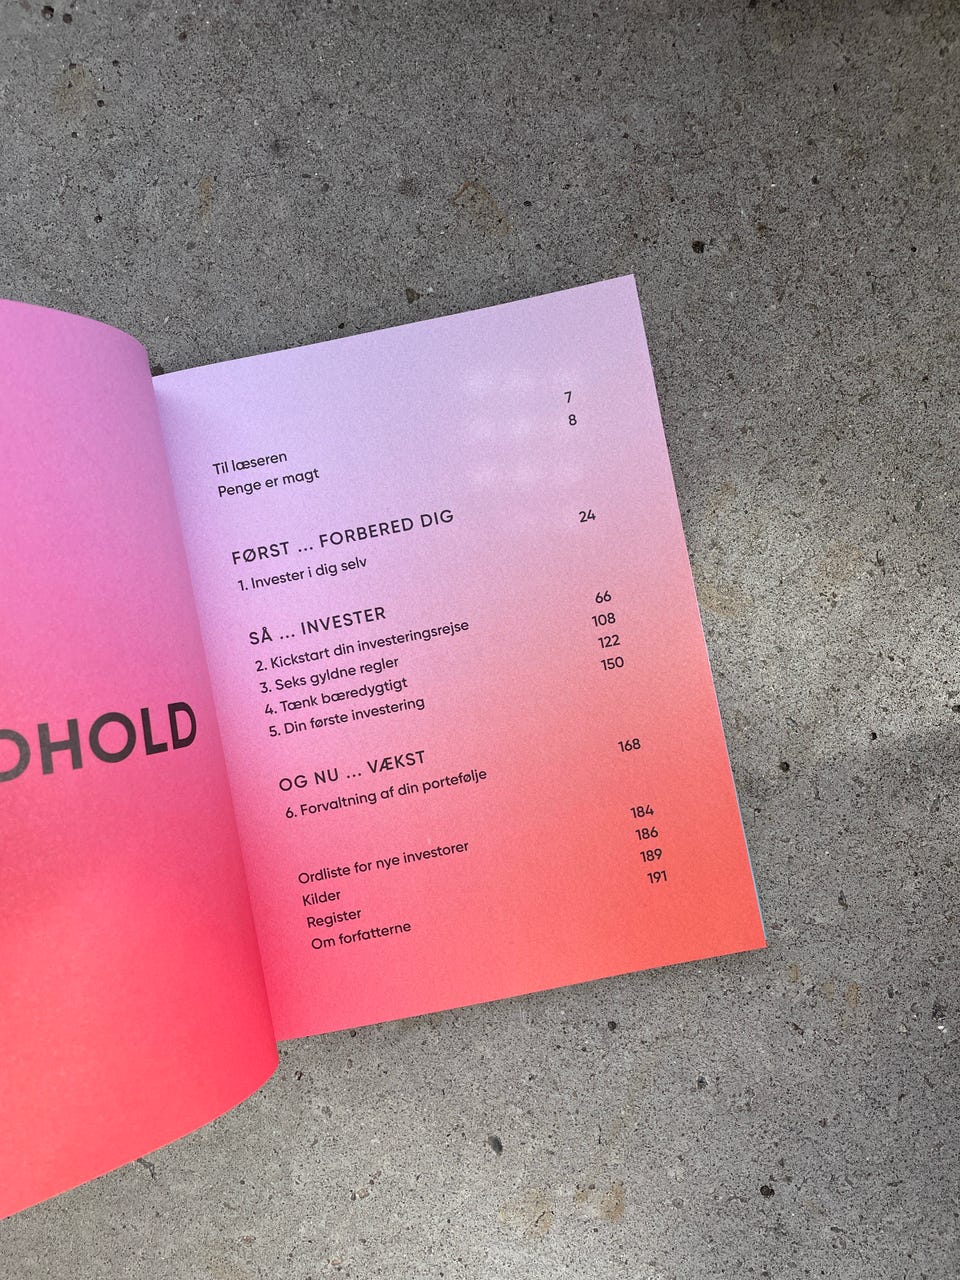 DHOLD
Til læseren 7
Penge er magt 8
FØRST ... FORBERED DIG
1. Invester i dig selv 24
SÅ ... INVESTER
2. Kickstart din investeringsrejse 66
3. Seks gyldne regler 108
4. Tænk bæredygtigt 122
5. Din første investering 150
OG NU ... VÆKST
6. Forvaltning af din portefølje 168
Ordliste for nye investorer 184
Kilder 186
Register 189
Om forfatterne 191